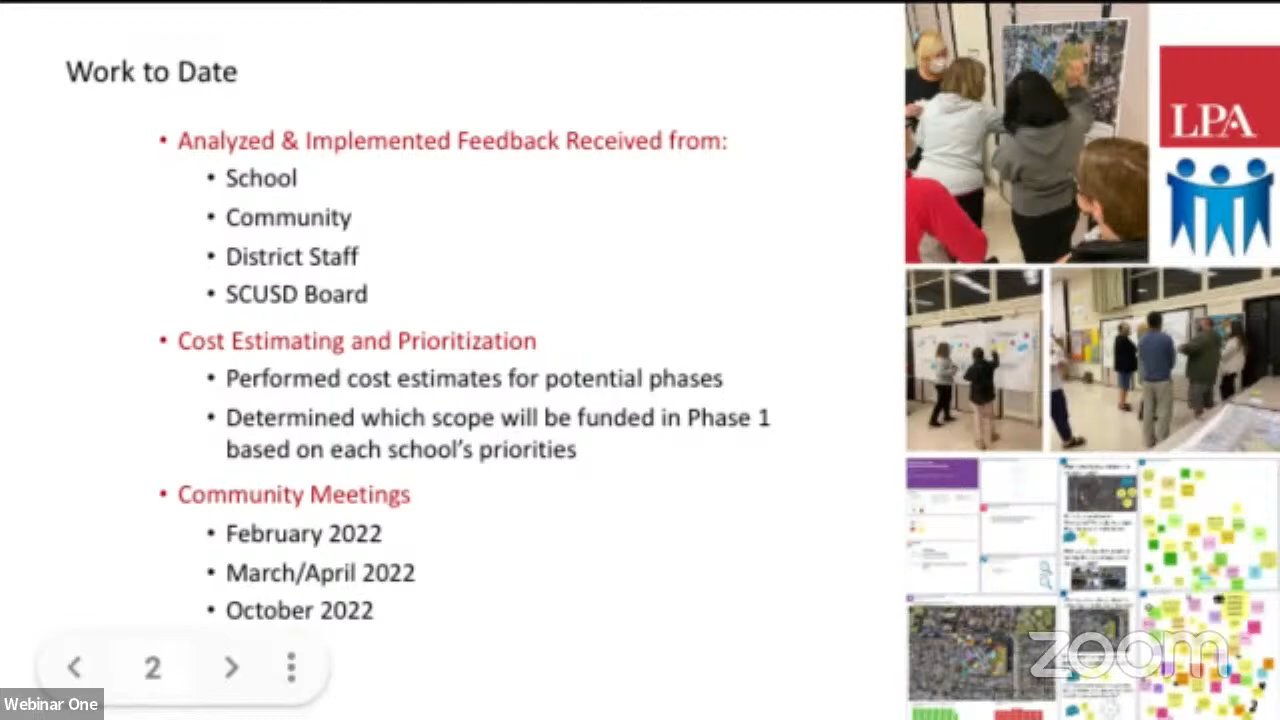 Work to Date
• Analyzed & Implemented Feedback Received from:
• School
• Community
• District Staff
• SCUSD Board
• Cost Estimating and Prioritization
• Performed cost estimates for potential phases
• Determined which scope will be funded in Phase 1
based on each school's priorities
• Community Meetings
• February 2022
• March/April 2022
• October 2022
LPA
zoom
2
2
Webinar One